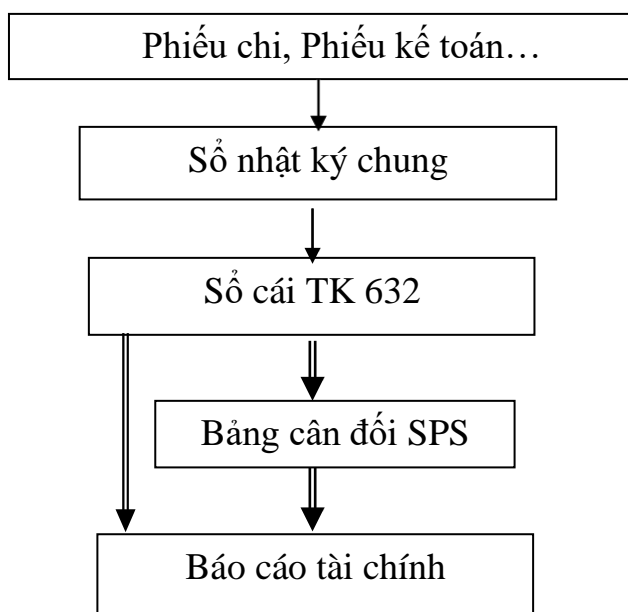 Phiếu chi, Phiếu kế toán…
Sổ nhật ký chung
Sổ cái TK 632
Bảng cân đối SPS
Báo cáo tài chính